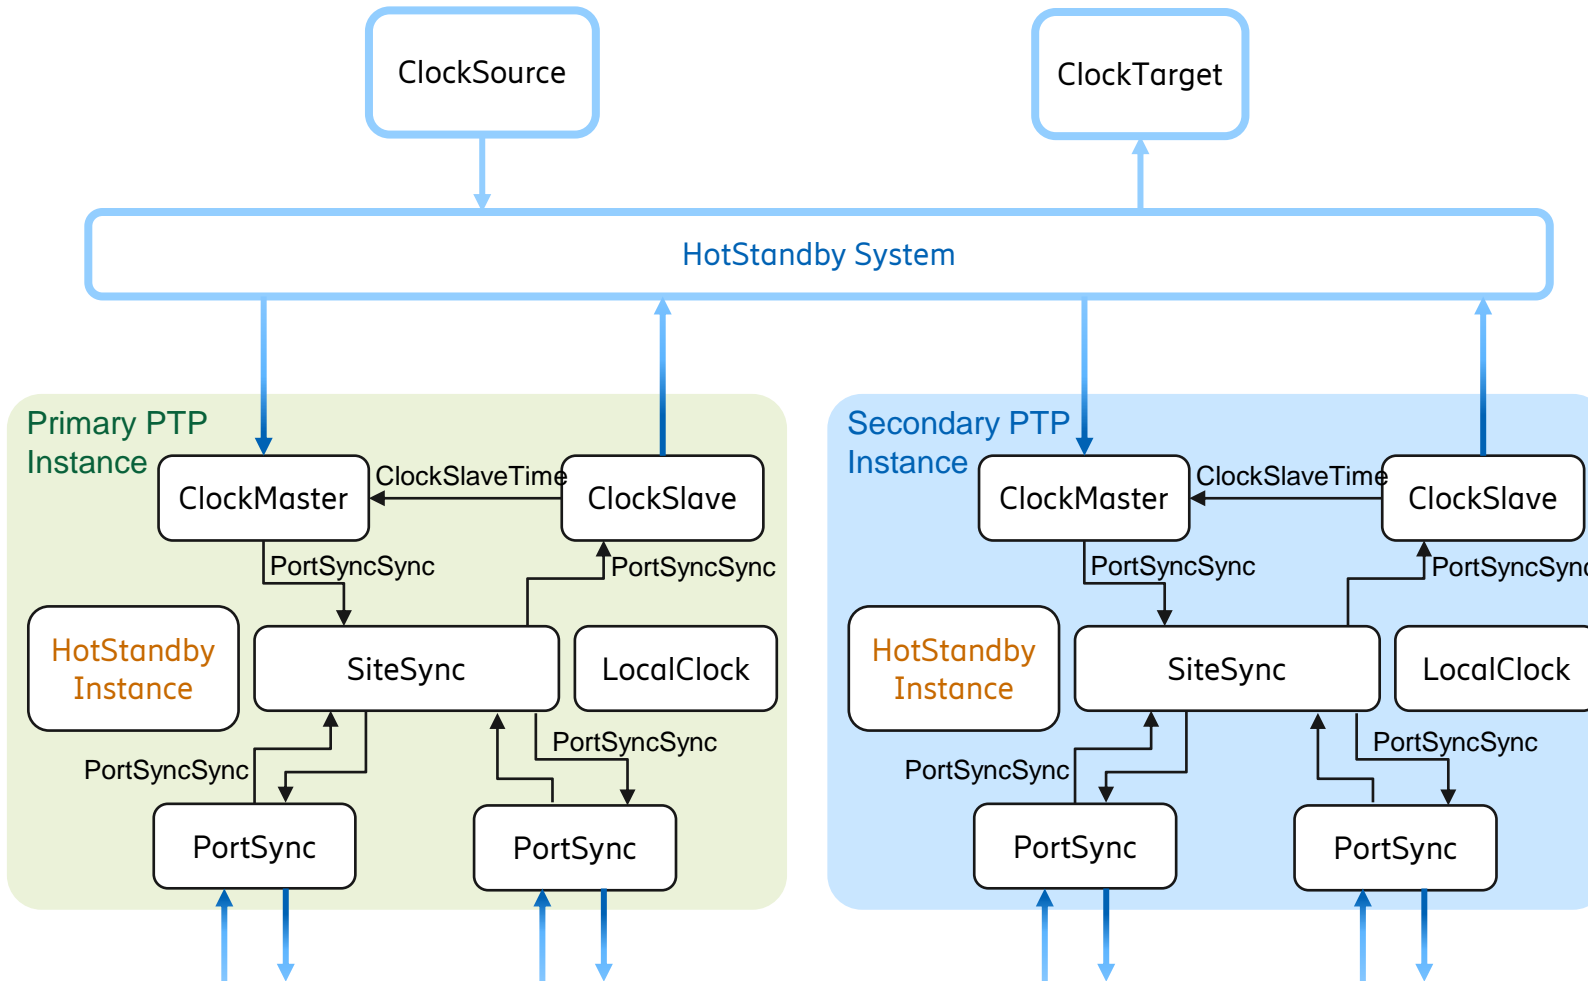 ClockSource
ClockTarget
HotStandby System
Primary PTP
Instance
ClockMaster
ClockSlaveTime
ClockSlave
PortSyncSync
PortSyncSync
HotStandby
Instance
SiteSync
LocalClock
PortSyncSync
PortSyncSync
PortSync
PortSync
Secondary PTP
Instance
ClockMaster
ClockSlaveTime
ClockSlave
PortSyncSync
PortSyncSync
HotStandby
Instance
SiteSync
LocalClock
PortSyncSync
PortSyncSync
PortSync
PortSync